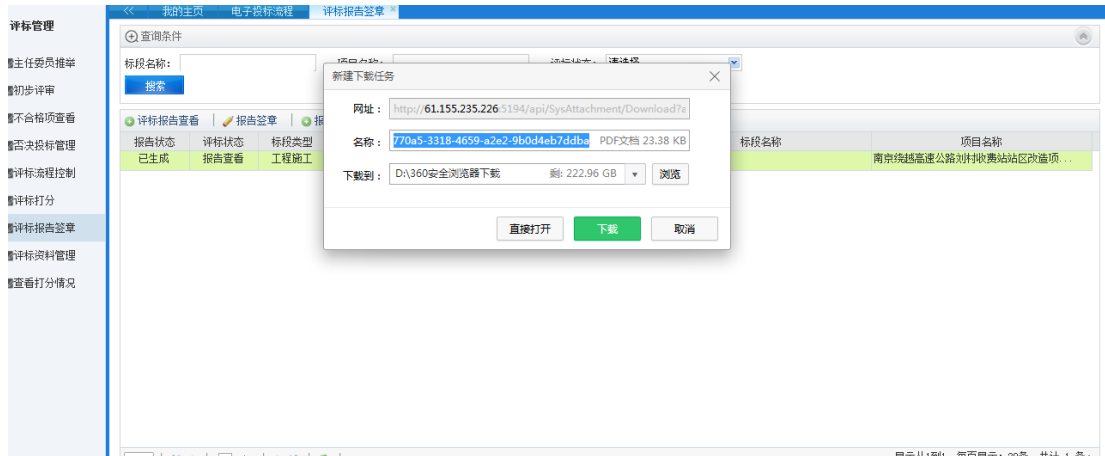 评标管理
我的主页 电子投标流程 评标报告签章
查询条件
主任委员推举
初步评审
不合格项查看
否决投标管理
评标流程控制
评标打分
评标报告签章
评标资料管理
查看打分情况
标段名称：
搜索
评标报告查看 报告签章
报告状态 评标状态 标段类型 标段名称 项目名称
已生成 报告查看 工程施工 南京绕越高速公路刘村收费站站区改造项...
新建下载任务
网址： http://61.155.235.226:5194/api/SysAttachment/Download?a
名称： 770a5-3318-4659-a2e2-9b0d4eb7ddba PDF文档 23.38 KB
下载到： D:\360安全浏览器下载 剩: 222.96 GB 浏览
直接打开 下载 取消